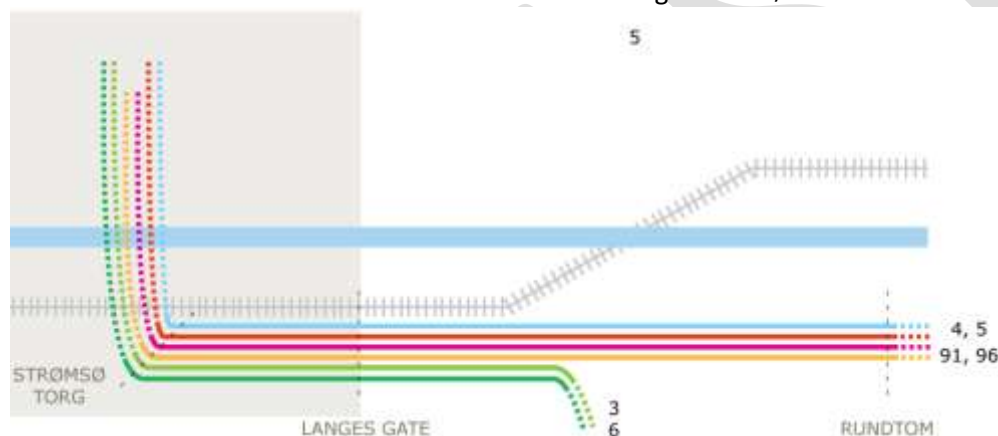 5
4, 5
91, 96
STRØMSØ
TORG
3
LANGES GATE
6
RUNDTOM